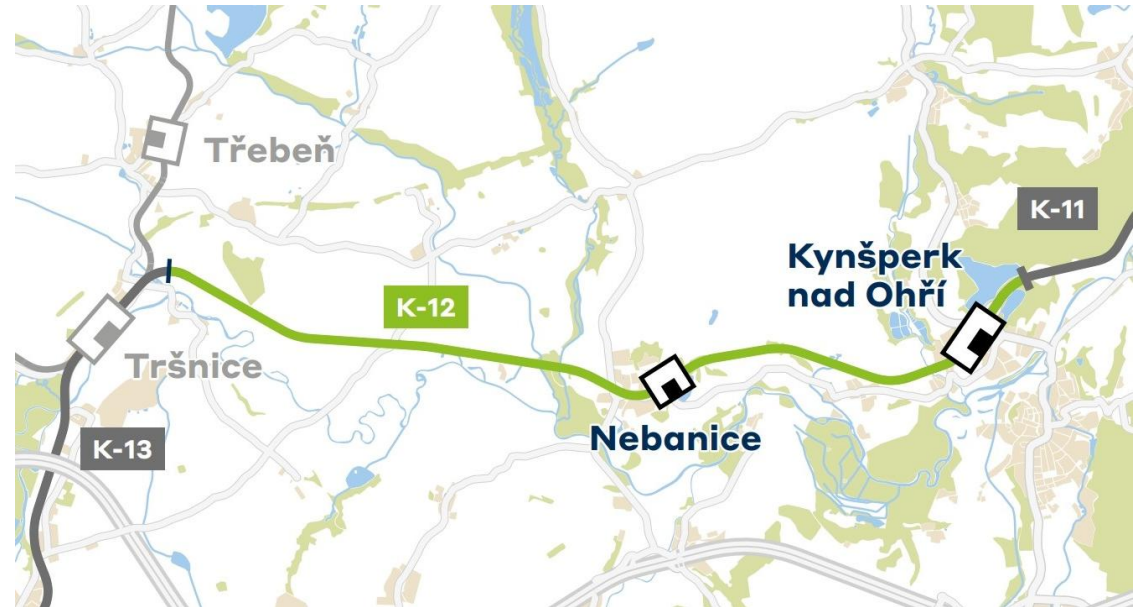 Třebeň
K-11
Kynšperk
nad Ohří
K-12
Tršnice
Nebanice
K-13